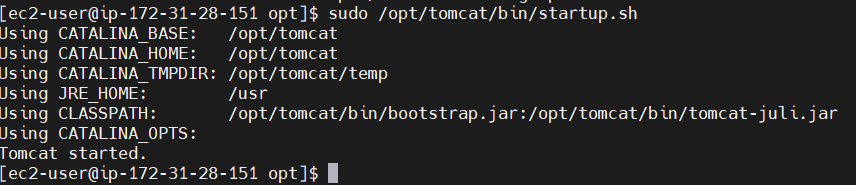 [ec2-user@ip-172-31-28-151 opt]$ sudo /opt/tomcat/bin/startup.sh
Using CATALINA_BASE:   /opt/tomcat
Using CATALINA_HOME:   /opt/tomcat
Using CATALINA_TMPDIR: /opt/tomcat/temp
Using JRE_HOME:        /usr
Using CLASSPATH:       /opt/tomcat/bin/bootstrap.jar:/opt/tomcat/bin/tomcat-juli.jar
Using CATALINA_OPTS:
Tomcat started.
[ec2-user@ip-172-31-28-151 opt]$